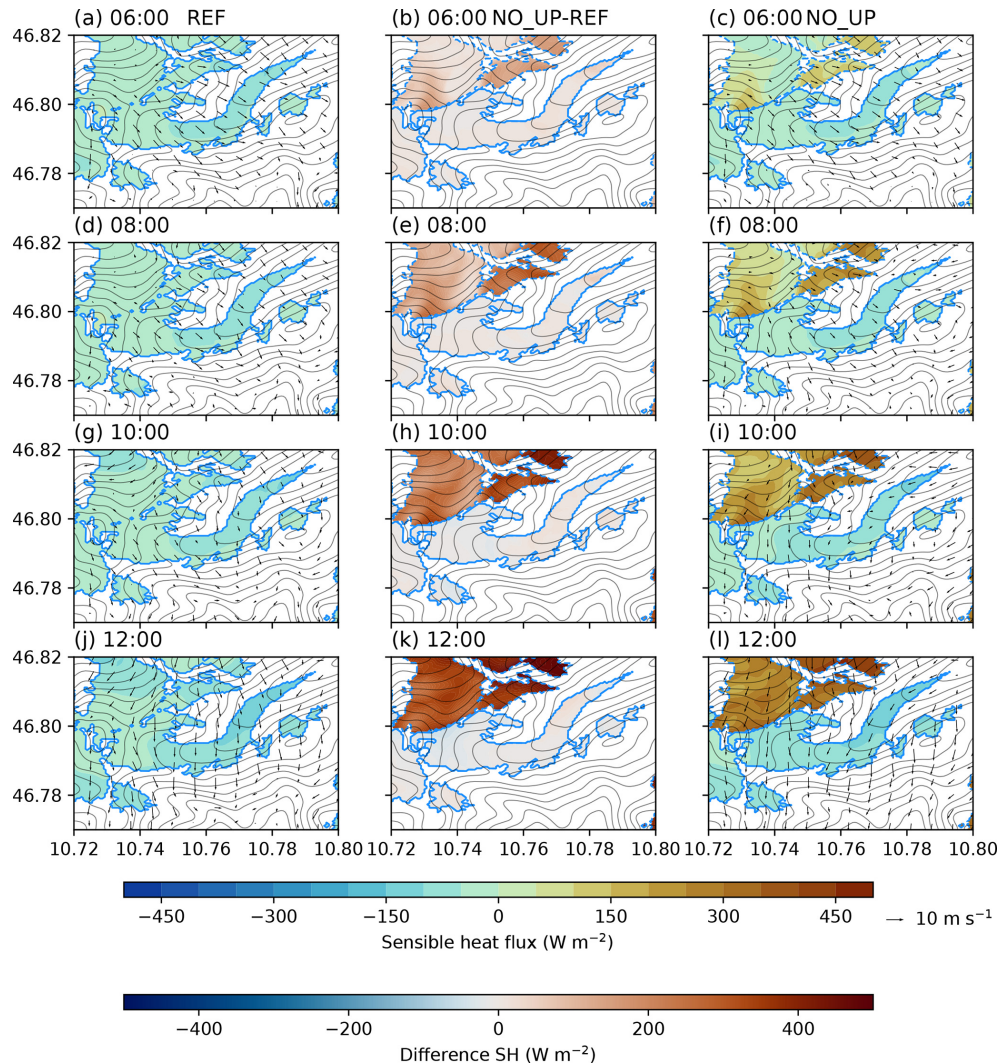 (a) 06:00 REF
(b) 06:00 NO_UP-REF
(c) 06:00 NO_UP
46.82
46.80
46.78
(d) 08:00
(e) 08:00
(f) 08:00
46.82
46.80
46.78
(g) 10:00
(h) 10:00
(i) 10:00
46.82
46.80
46.78
(j) 12:00
(k) 12:00
(l) 12:00
46.82
46.80
46.78
10.72 10.74 10.76 10.78 10.80
10.72 10.74 10.76 10.78 10.80
10.72 10.74 10.76 10.78 10.80
−450 −300 −150 0 150 300 450
→ 10 m s⁻¹
Sensible heat flux (W m⁻²)
−400 −200 0 200 400
Difference SH (W m⁻²)